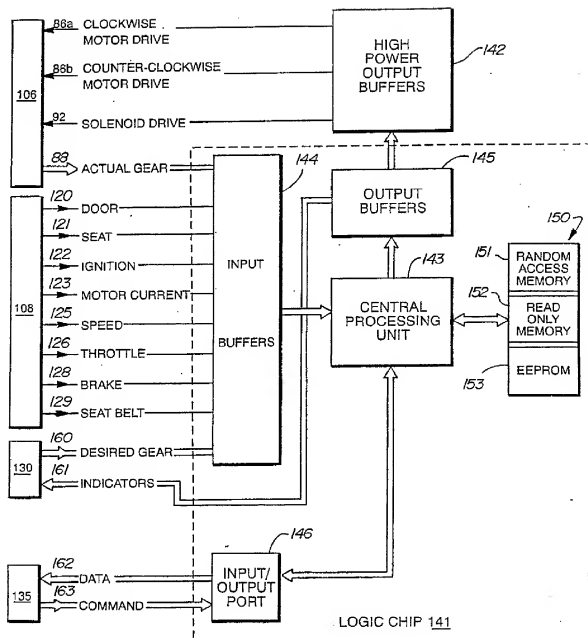 86a CLOCKWISE
MOTOR DRIVE
86b COUNTER-CLOCKWISE
MOTOR DRIVE
92 SOLENOID DRIVE
106
88 ACTUAL GEAR
HIGH
POWER
OUTPUT
BUFFERS
142
144
145
OUTPUT
BUFFERS
120 DOOR
121 SEAT
122 IGNITION
123 MOTOR CURRENT
125 SPEED
126 THROTTLE
128 BRAKE
129 SEAT BELT
108
INPUT
BUFFERS
143
CENTRAL
PROCESSING
UNIT
150
151
RANDOM
ACCESS
MEMORY
152
READ
ONLY
MEMORY
153
EEPROM
160 DESIRED GEAR
130
161 INDICATORS
146
INPUT/
OUTPUT
PORT
162 DATA
135
163 COMMAND
LOGIC CHIP 141